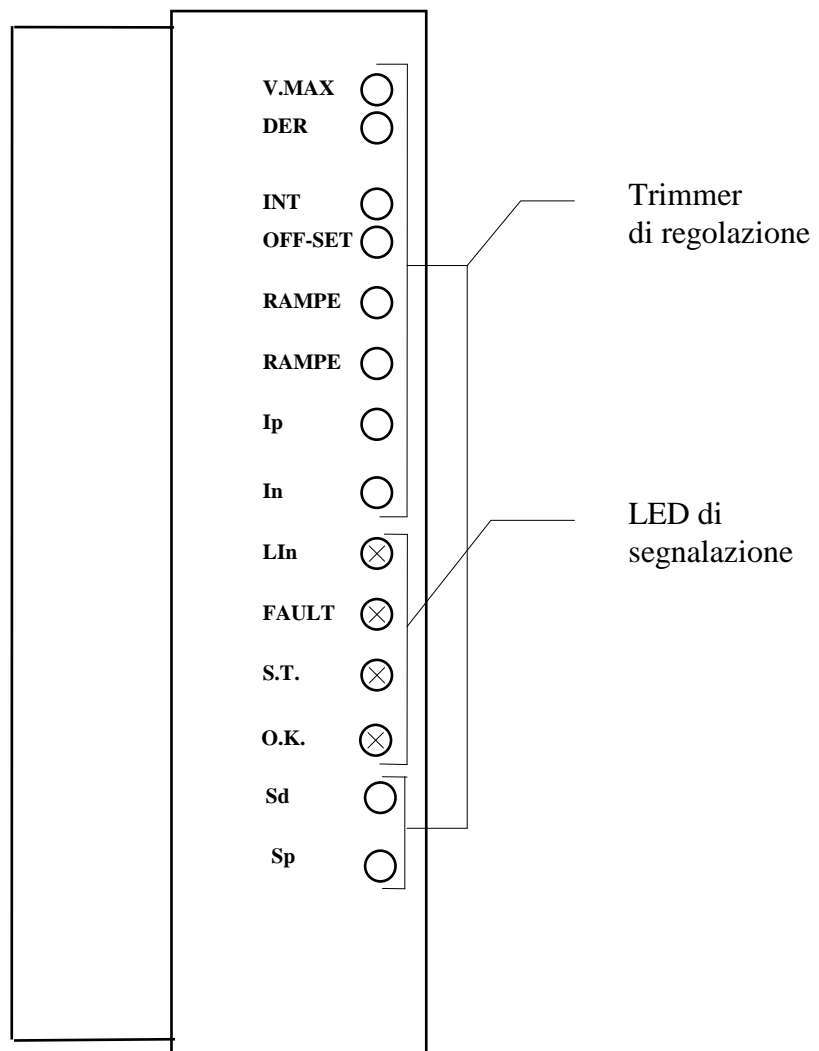 V.MAX
DER
INT
OFF-SET
RAMPE
RAMPE
Ip
In
LIn
FAULT
S.T.
O.K.
Sd
Sp
Trimmer
di regolazione
LED di
segnalazione